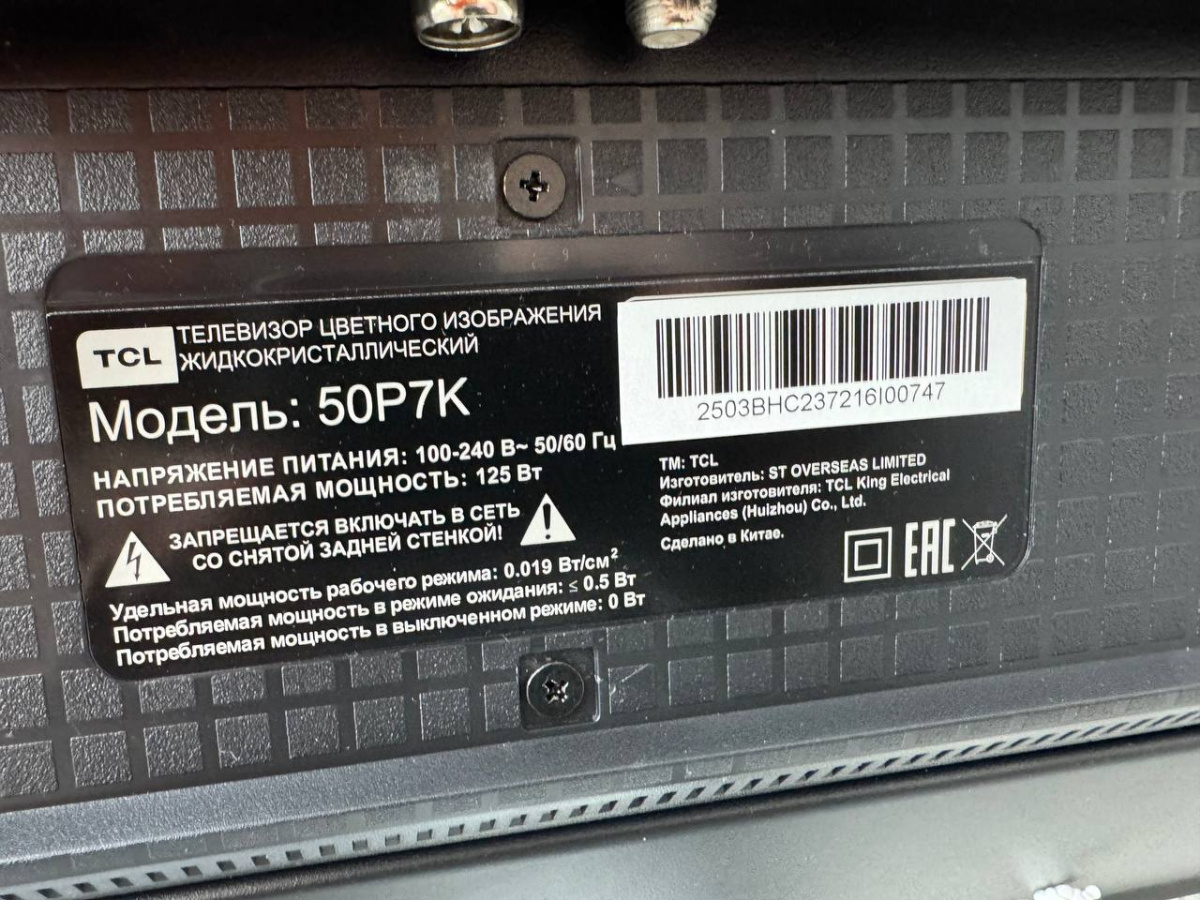 TCL
ТЕЛЕВИЗОР ЦВЕТНОГО ИЗОБРАЖЕНИЯ
ЖИДКОКРИСТАЛЛИЧЕСКИЙ
Модель: 50P7K
НАПРЯЖЕНИЕ ПИТАНИЯ: 100-240 В~ 50/60 Гц
ПОТРЕБЛЯЕМАЯ МОЩНОСТЬ: 125 Вт
ЗАПРЕЩАЕТСЯ ВКЛЮЧАТЬ В СЕТЬ
СО СНЯТОЙ ЗАДНЕЙ СТЕНКОЙ!
Удельная мощность рабочего режима: 0.019 Вт/см²
Потребляемая мощность в режиме ожидания: ≤ 0.5 Вт
Потребляемая мощность в выключенном режиме: 0 Вт
2503BHC237216I00747
ТМ: TCL
Изготовитель: ST OVERSEAS LIMITED
Филиал изготовителя: TCL King Electrical
Appliances (Huizhou) Co., Ltd.
Сделано в Китае.
EAC